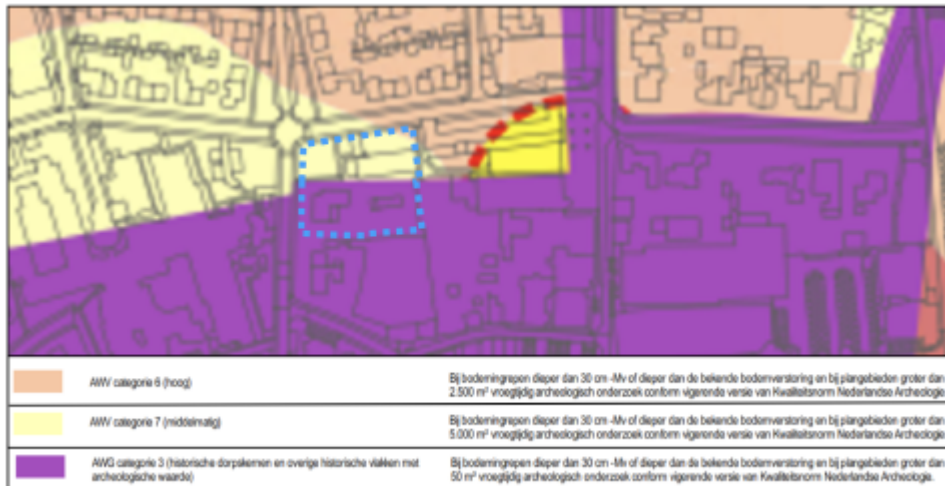 AWV categorie 6 (hoog)
Bij bodemingrepen dieper dan 30 cm -Mv of dieper dan de bekende bodemverstoring en bij plangebieden groter dan
2.500 m² vroegtijdig archeologisch onderzoek conform vigerende versie van Kwaliteitsnorm Nederlandse Archeologie.
AWV categorie 7 (middelmatig)
Bij bodemingrepen dieper dan 30 cm -Mv of dieper dan de bekende bodemverstoring en bij plangebieden groter dan
5.000 m² vroegtijdig archeologisch onderzoek conform vigerende versie van Kwaliteitsnorm Nederlandse Archeologie.
AWG categorie 3 (historische dorpskernen en overige historische vlakken met
archeologische waarde)
Bij bodemingrepen dieper dan 30 cm -Mv of dieper dan de bekende bodemverstoring en bij plangebieden groter dan
50 m² vroegtijdig archeologisch onderzoek conform vigerende versie van Kwaliteitsnorm Nederlandse Archeologie.